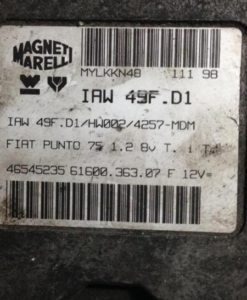 MAGNETI
MARELLI
MYLKKN48 111 98
IAW 49F.D1
IAW 49F.D1/HW002/4257-MDM
FIAT PUNTO 75 1.2 8V T. I T.
46545235 61600.363.07 F 12V=